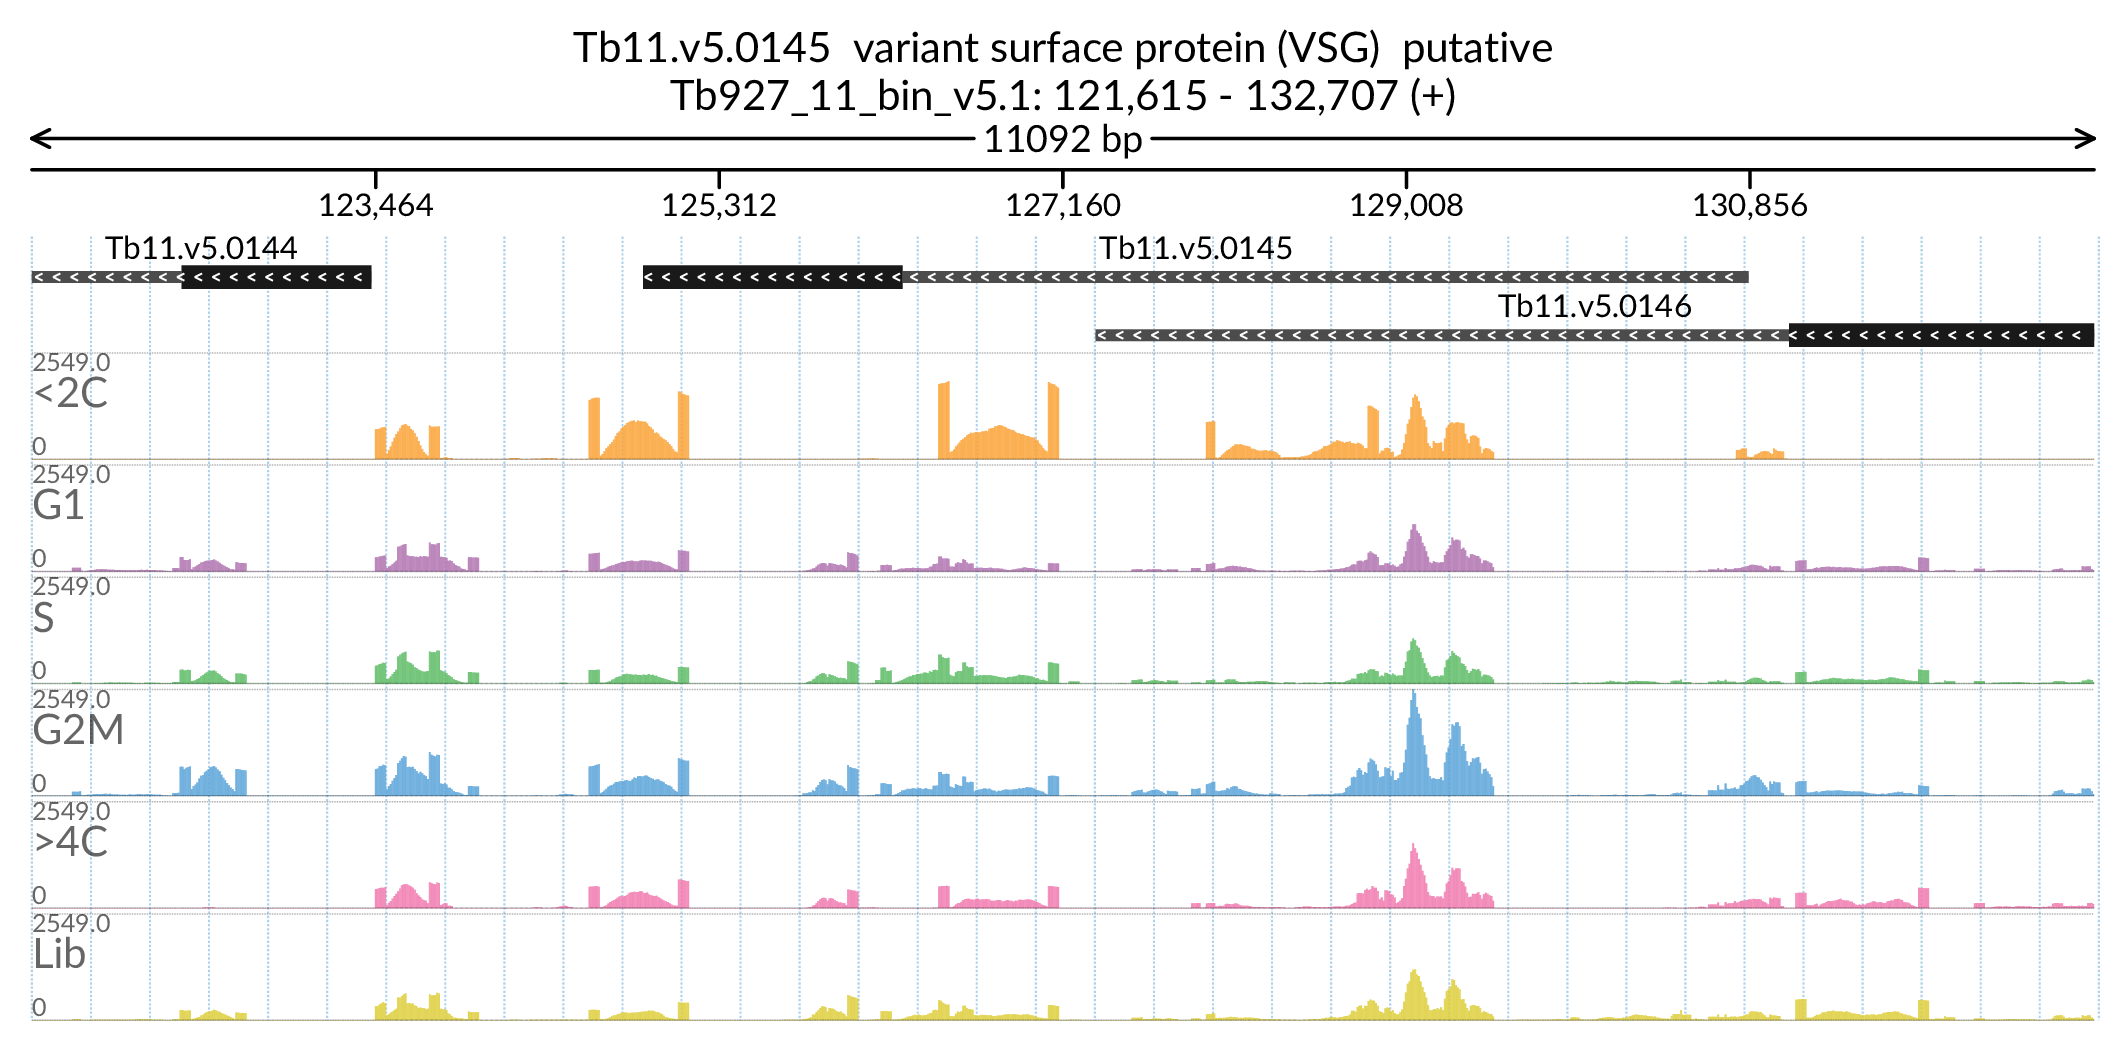 Tb11.v5.0145  variant surface protein (VSG)  putative
Tb927_11_bin_v5.1: 121,615 - 132,707 (+)
11092 bp
123,464 125,312 127,160 129,008 130,856
Tb11.v5.0144 Tb11.v5.0145
Tb11.v5.0146
2549.0
<2C
0
2549.0
G1
0
2549.0
S
0
2549.0
G2M
0
2549.0
>4C
0
2549.0
Lib
0